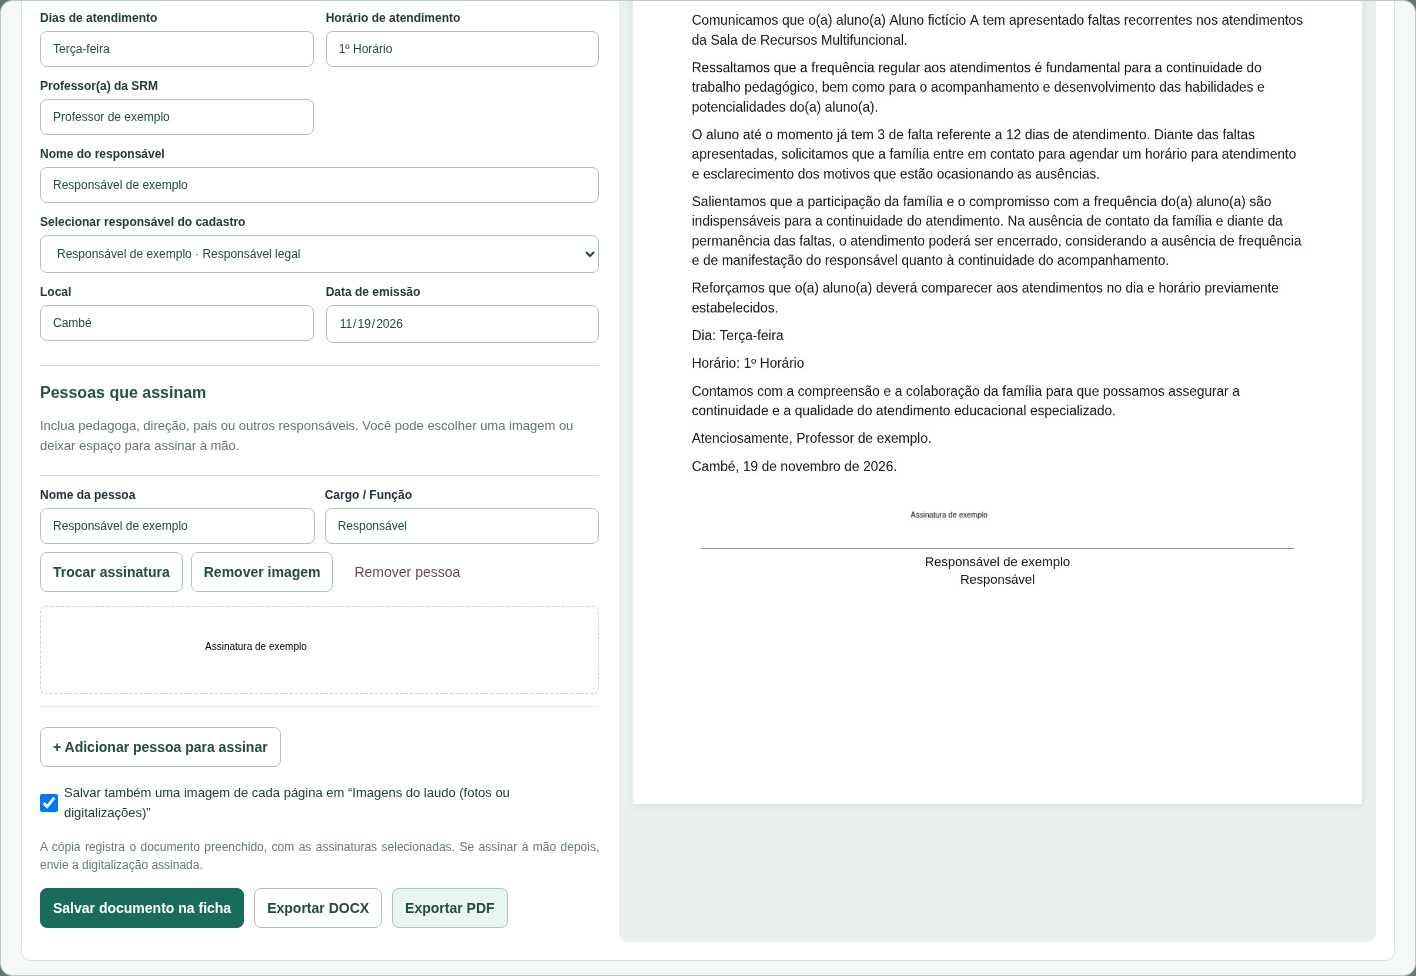 Dias de atendimento
Horário de atendimento
Terça-feira
1º Horário
Professor(a) da SRM
Professor de exemplo
Nome do responsável
Responsável de exemplo
Selecionar responsável do cadastro
Responsável de exemplo · Responsável legal
Local
Data de emissão
Cambé
11/19/2026
Pessoas que assinam
Inclua pedagoga, direção, pais ou outros responsáveis. Você pode escolher uma imagem ou
deixar espaço para assinar à mão.
Nome da pessoa
Cargo / Função
Responsável de exemplo
Responsável
Trocar assinatura
Remover imagem
Remover pessoa
Assinatura de exemplo
+ Adicionar pessoa para assinar
Salvar também uma imagem de cada página em “Imagens do laudo (fotos ou
digitalizações)”
A cópia registra o documento preenchido, com as assinaturas selecionadas. Se assinar à mão depois,
envie a digitalização assinada.
Salvar documento na ficha
Exportar DOCX
Exportar PDF
Comunicamos que o(a) aluno(a) Aluno fictício A tem apresentado faltas recorrentes nos atendimentos
da Sala de Recursos Multifuncional.
Ressaltamos que a frequência regular aos atendimentos é fundamental para a continuidade do
trabalho pedagógico, bem como para o acompanhamento e desenvolvimento das habilidades e
potencialidades do(a) aluno(a).
O aluno até o momento já tem 3 de falta referente a 12 dias de atendimento. Diante das faltas
apresentadas, solicitamos que a família entre em contato para agendar um horário para atendimento
e esclarecimento dos motivos que estão ocasionando as ausências.
Salientamos que a participação da família e o compromisso com a frequência do(a) aluno(a) são
indispensáveis para a continuidade do atendimento. Na ausência de contato da família e diante da
permanência das faltas, o atendimento poderá ser encerrado, considerando a ausência de frequência
e de manifestação do responsável quanto à continuidade do acompanhamento.
Reforçamos que o(a) aluno(a) deverá comparecer aos atendimentos no dia e horário previamente
estabelecidos.
Dia: Terça-feira
Horário: 1º Horário
Contamos com a compreensão e a colaboração da família para que possamos assegurar a
continuidade e a qualidade do atendimento educacional especializado.
Atenciosamente, Professor de exemplo.
Cambé, 19 de novembro de 2026.
Assinatura de exemplo
Responsável de exemplo
Responsável